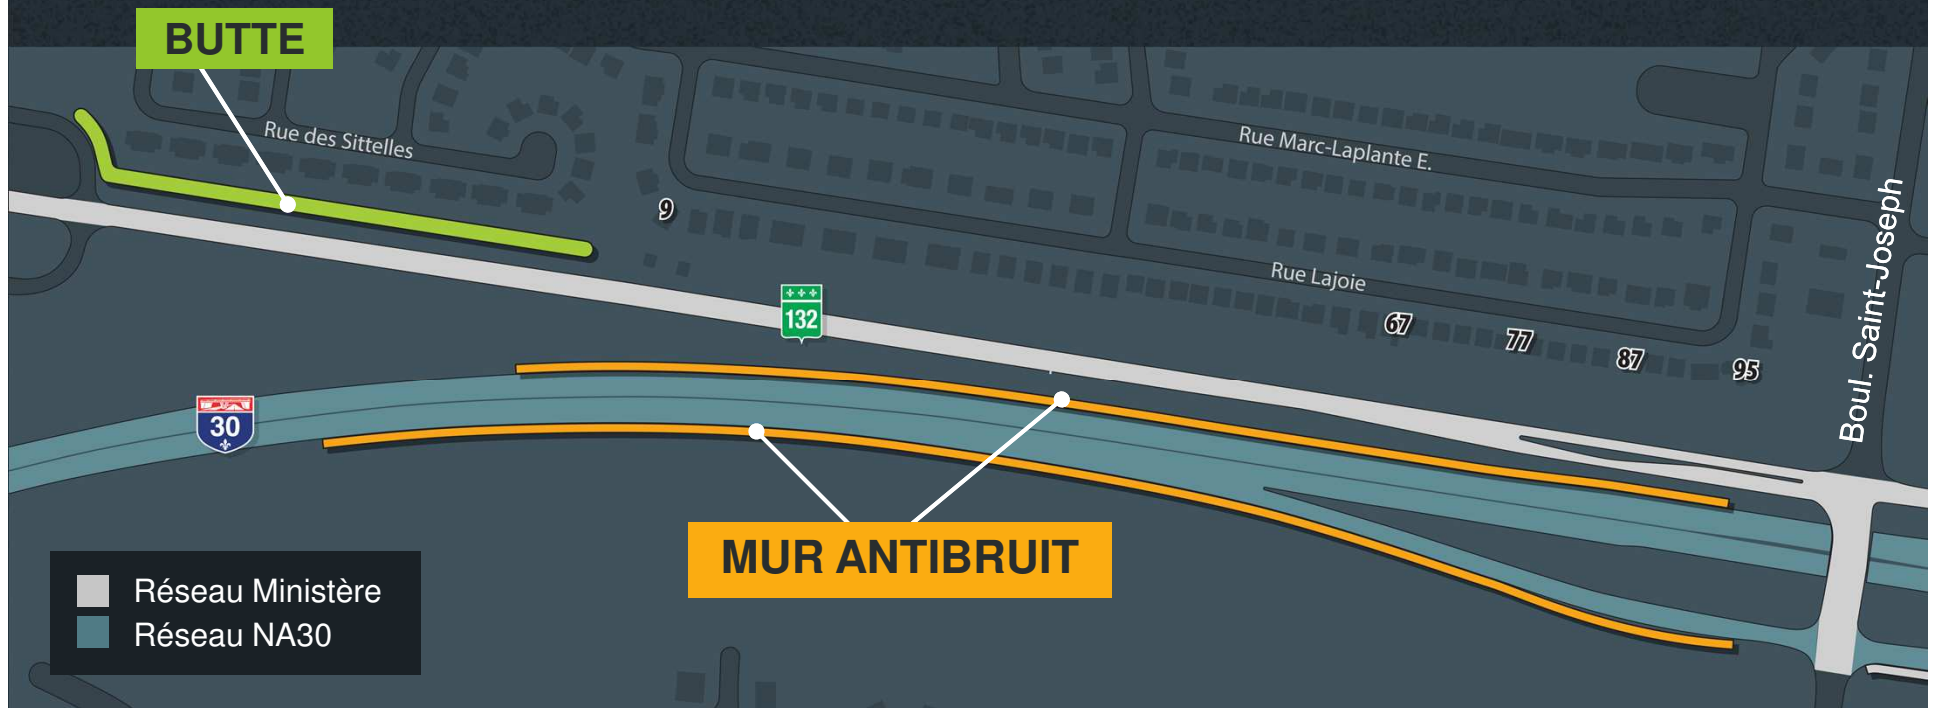 BUTTE
Rue des Sittelles
Rue Marc-Laplante E.
9
Boul. Saint-Joseph
Rue Lajoie
132
67
77
87
95
30
MUR ANTIBRUIT
Réseau Ministère
Réseau NA30